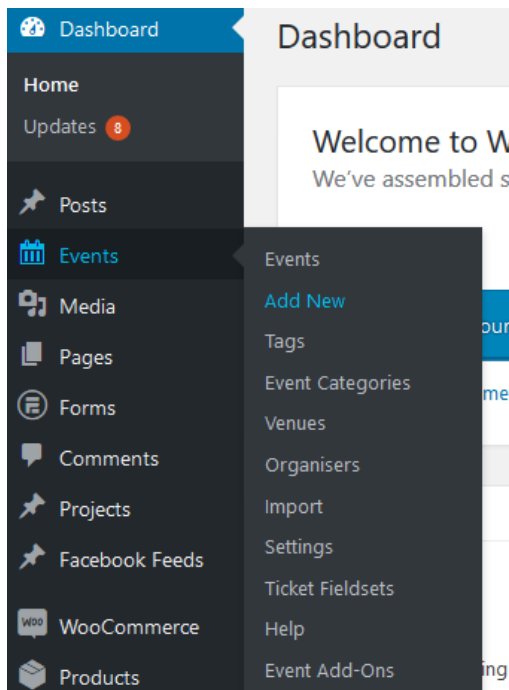 Dashboard
Home
Updates 8
Posts
Events
Media
Pages
Forms
Comments
Projects
Facebook Feeds
WOO
WooCommerce
Products
Events
Add New
Tags
Event Categories
Venues
Organisers
Import
Settings
Ticket Fieldsets
Help
Event Add-Ons
Dashboard
Welcome to W
We've assembled s